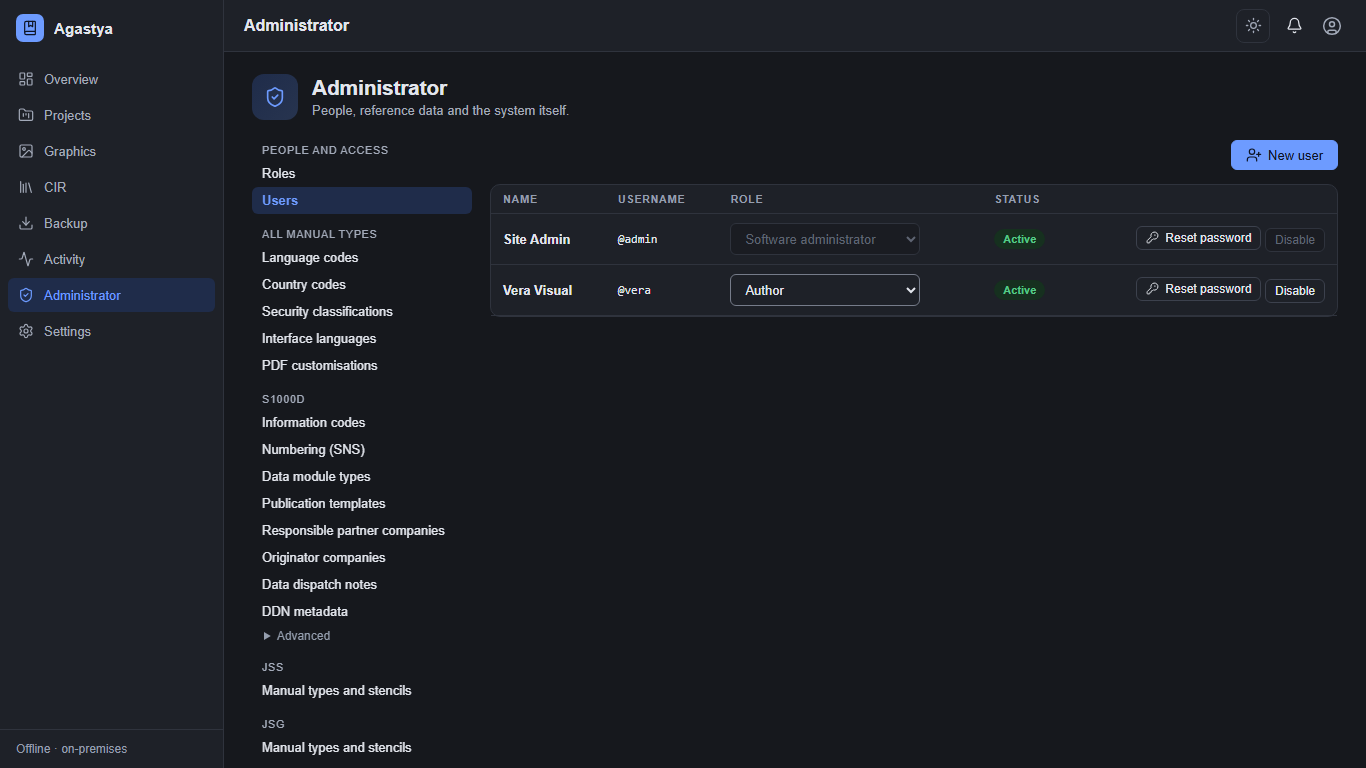 Agastya
Administrator
Overview
Projects
Graphics
CIR
Backup
Activity
Administrator
Settings
Offline · on-premises
Administrator
People, reference data and the system itself.
PEOPLE AND ACCESS
Roles
Users
ALL MANUAL TYPES
Language codes
Country codes
Security classifications
Interface languages
PDF customisations
S1000D
Information codes
Numbering (SNS)
Data module types
Publication templates
Responsible partner companies
Originator companies
Data dispatch notes
DDN metadata
Advanced
JSS
Manual types and stencils
JSG
Manual types and stencils
New user
NAME USERNAME ROLE STATUS
Site Admin @admin Software administrator Active Reset password Disable
Vera Visual @vera Author Active Reset password Disable